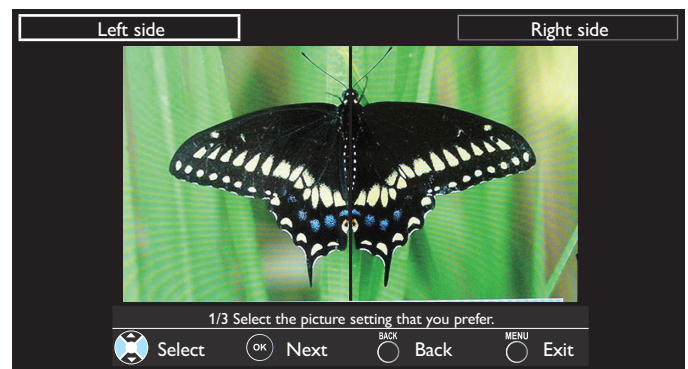 Left side
Right side
1/3 Select the picture setting that you prefer.
Select OK Next BACK Back MENU Exit